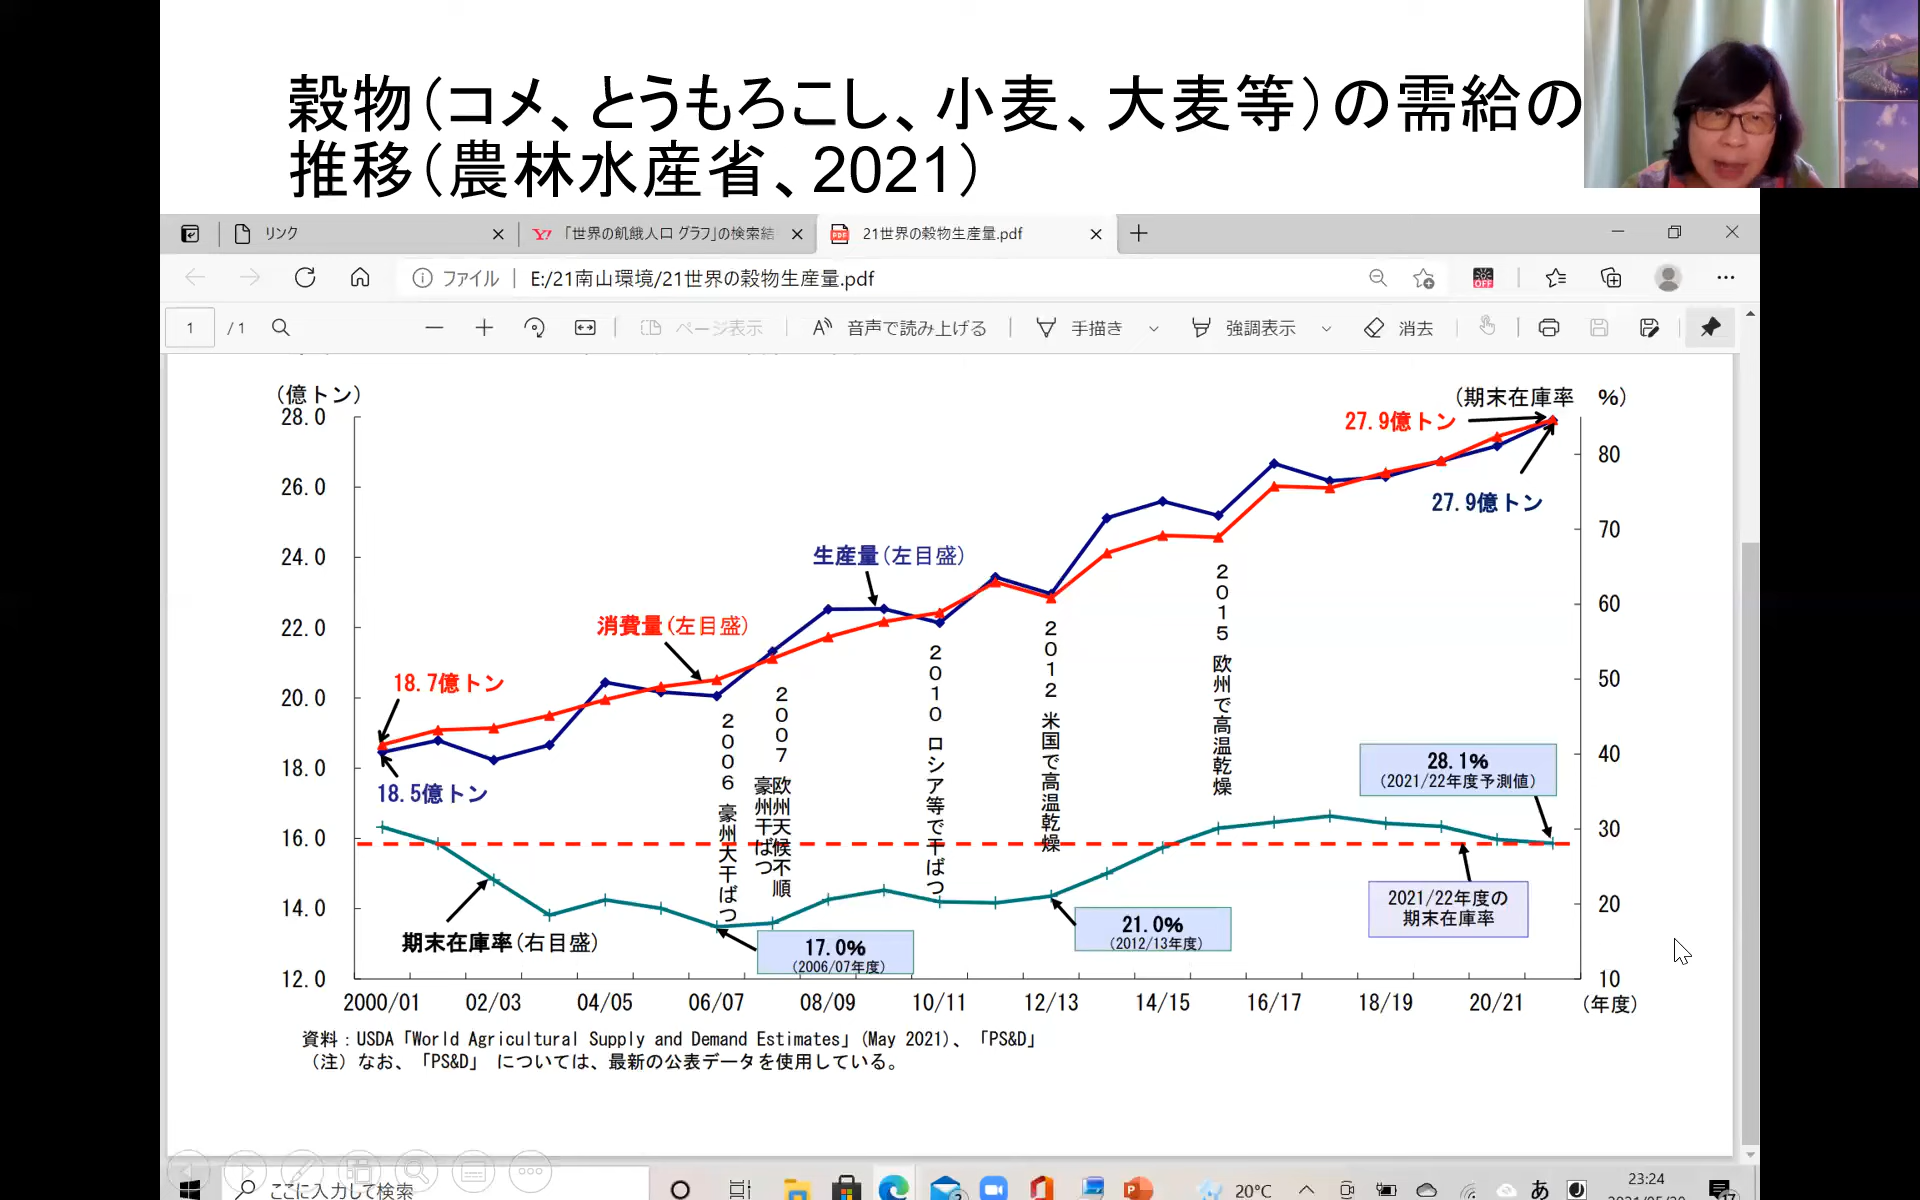 穀物（コメ、とうもろこし、小麦、大麦等）の需給の
推移（農林水産省、2021）
リンク
「世界の飢餓人口 グラフ」の検索結
21世界の穀物生産量.pdf
ファイル
E:/21南山環境/21世界の穀物生産量.pdf
OFF
1
/ 1
ページ表示
音声で読み上げる
手描き
強調表示
消去
（億トン）
（期末在庫率　%）
28.0
26.0
24.0
22.0
20.0
18.0
16.0
14.0
12.0
80
70
60
50
40
30
20
10
27.9億トン
27.9億トン
生産量（左目盛）
消費量（左目盛）
18.7億トン
18.5億トン
2006 豪州大干ばつ
2007 欧州天候不順
豪州干ばつ
2010 ロシア等で干ばつ
2012 米国で高温乾燥
2015 欧州で高温乾燥
28.1%
（2021/22年度予測値）
2021/22年度の
期末在庫率
期末在庫率（右目盛）
17.0%
（2006/07年度）
21.0%
（2012/13年度）
2000/01
02/03
04/05
06/07
08/09
10/11
12/13
14/15
16/17
18/19
20/21
（年度）
資料：USDA「World Agricultural Supply and Demand Estimates」（May 2021）、「PS&D」
（注）なお、「PS&D」 については、最新の公表データを使用している。
ここに入力して検索
20°C
あ
23:24